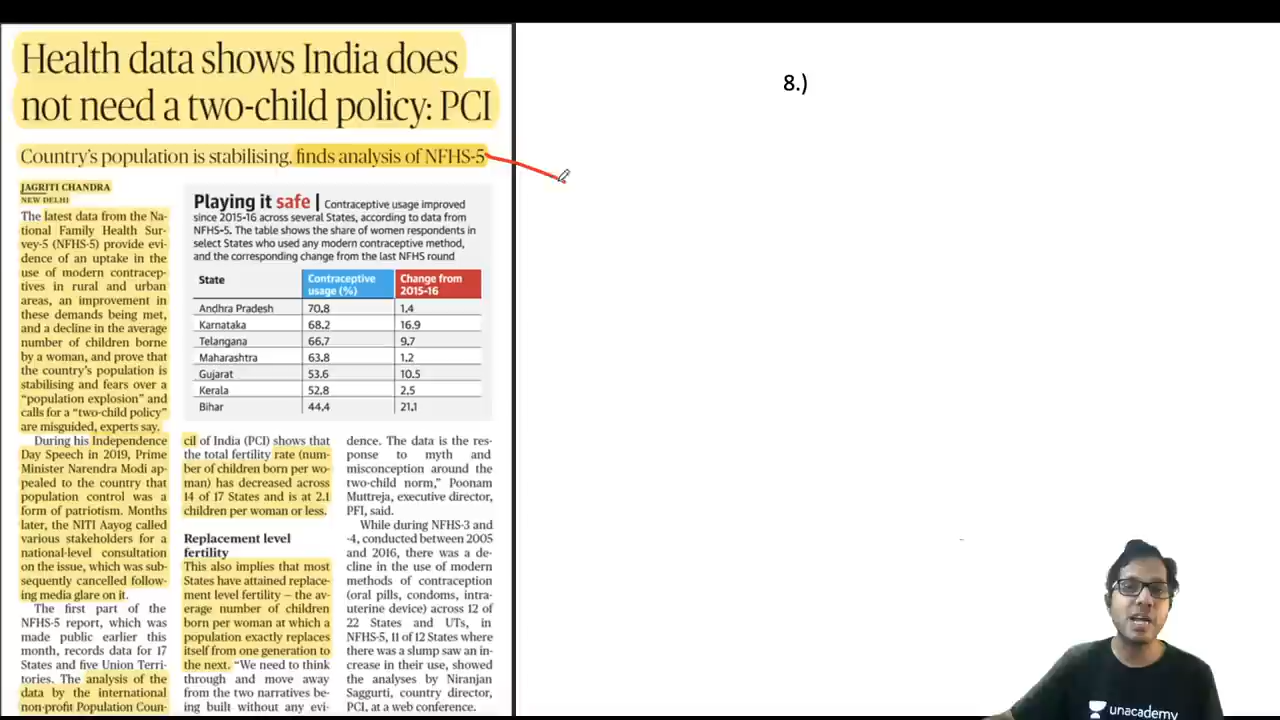 Health data shows India does
not need a two-child policy: PCI
Country's population is stabilising, finds analysis of NFHS-5
JAGRITI CHANDRA
NEW DELHI
The latest data from the Na-
tional Family Health Sur-
vey-5 (NFHS-5) provide evi-
dence of an uptake in the
use of modern contracep-
tives in rural and urban
areas, an improvement in
these demands being met,
and a decline in the average
number of children borne
by a woman, and prove that
the country's population is
stabilising and fears over a
“population explosion” and
calls for a “two-child policy”
are misguided, experts say.
During his Independence
Day Speech in 2019, Prime
Minister Narendra Modi ap-
pealed to the country that
population control was a
form of patriotism. Months
later, the NITI Aayog called
various stakeholders for a
national-level consultation
on the issue, which was sub-
sequently cancelled follow-
ing media glare on it.
The first part of the
NFHS-5 report, which was
made public earlier this
month, records data for 17
States and five Union Terri-
tories. The analysis of the
data by the international
non-profit Population Coun-
Playing it safe | Contraceptive usage improved
since 2015-16 across several States, according to data from
NFHS-5. The table shows the share of women respondents in
select States who used any modern contraceptive method,
and the corresponding change from the last NFHS round
State Contraceptive usage (%) Change from 2015-16
Andhra Pradesh 70.8 1.4
Karnataka 68.2 16.9
Telangana 66.7 9.7
Maharashtra 63.8 1.2
Gujarat 53.6 10.5
Kerala 52.8 2.5
Bihar 44.4 21.1
cil of India (PCI) shows that
the total fertility rate (num-
ber of children born per wo-
man) has decreased across
14 of 17 States and is at 2.1
children per woman or less.
Replacement level
fertility
This also implies that most
States have attained replace-
ment level fertility — the av-
erage number of children
born per woman at which a
population exactly replaces
itself from one generation to
the next. “We need to think
through and move away
from the two narratives be-
ing built without any evi-
dence. The data is the res-
ponse to myth and
misconception around the
two-child norm,” Poonam
Muttreja, executive director,
PFI, said.
While during NFHS-3 and
-4, conducted between 2005
and 2016, there was a de-
cline in the use of modern
methods of contraception
(oral pills, condoms, intra-
uterine device) across 12 of
22 States and UTs, in
NFHS-5, 11 of 12 States where
there was a slump saw an in-
crease in their use, showed
the analyses by Niranjan
Saggurti, country director,
PCI, at a web conference.
8.)
unacademy